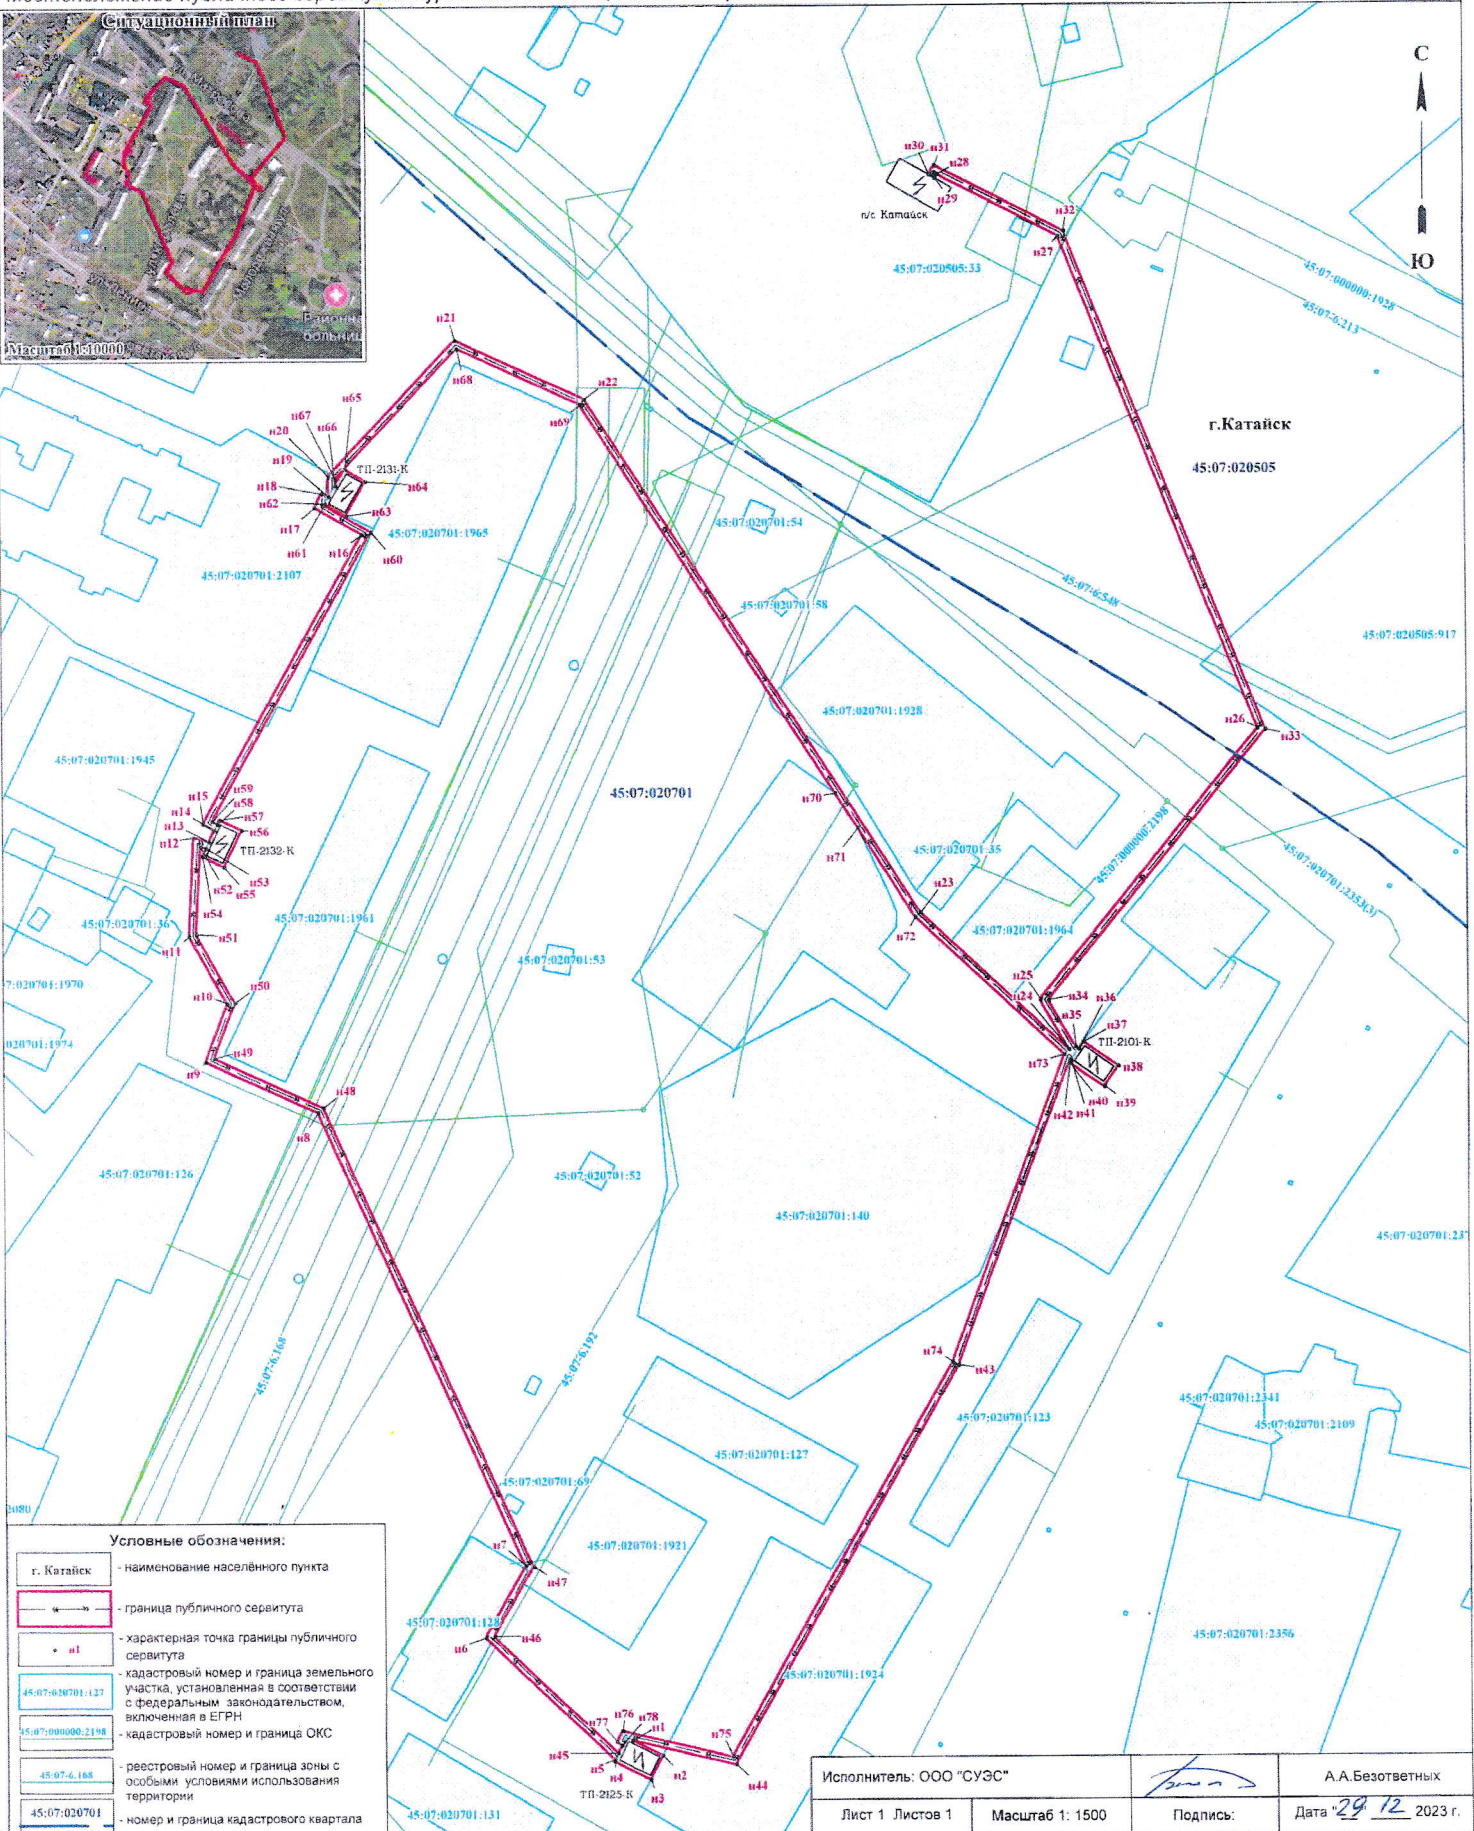 Ситуационный план
Масштаб 1:10000
С
Ю
н30
н31
н28
н29
п/с Катайск
н32
н27
45:07:020505:33
45:07:000000:1928
45:07-6.213
н21
н68
н22
н69
г.Катайск
45:07:020505
н65
н67
н66
н20
н19
н18
н62
н17
н61
н16
ТП-2131-К
н64
н63
н60
45:07:020701:1965
45:07:020701:2107
45:07:020701:54
45:07:020701:58
45:07-6.548
45:07:020505:917
45:07:020701:1928
н26
н33
45:07:020701:1945
45:07:020701
н70
н71
н15
н14
н13
н12
н59
н58
н57
н56
ТП-2132-К
н53
н52
н55
н54
н51
н11
45:07:020701:36
45:07:020701:1961
45:07:020701:35
45:07:000000:2198
45:07:020701:2353(3)
н23
н72
45:07:020701:1964
45:07:020701:53
7:020701:1970
020701:1974
н10
н50
н49
н9
н25
н24
н34
н35
н36
н37
ТП-2101-К
н73
н38
н39
н40
н41
н42
н48
н8
45:07:020701:126
45:07:020701:52
45:07:020701:140
45:07:020701:23
45:07-6.168
45:07-6.192
н74
н43
45:07:020701:123
45:07:020701:2341
45:07:020701:2109
45:07:020701:127
45:07:020701:69
45:07:020701:1921
н7
н47
45:07:020701:128
н6
н46
45:07:020701:2356
45:07:020701:1924
н76
н78
н77
н1
н45
н5
н4
н2
н3
ТП-2125-К
н75
н44
45:07:020701:131
2080
Условные обозначения:
г. Катайск - наименование населённого пункта
- граница публичного сервитута
н1 - характерная точка границы публичного
сервитута
45:07:020701:127 - кадастровый номер и граница земельного
участка, установленная в соответствии
с федеральным законодательством,
включенная в ЕГРН
45:07:000000:2198 - кадастровый номер и граница ОКС
45:07-6.168 - реестровый номер и граница зоны с
особыми условиями использования
территории
45:07:020701 - номер и граница кадастрового квартала
Исполнитель: ООО "СУЭС"
А.А.Безответных
Лист 1 Листов 1
Масштаб 1: 1500
Подпись:
Дата "29" 12 2023 г.